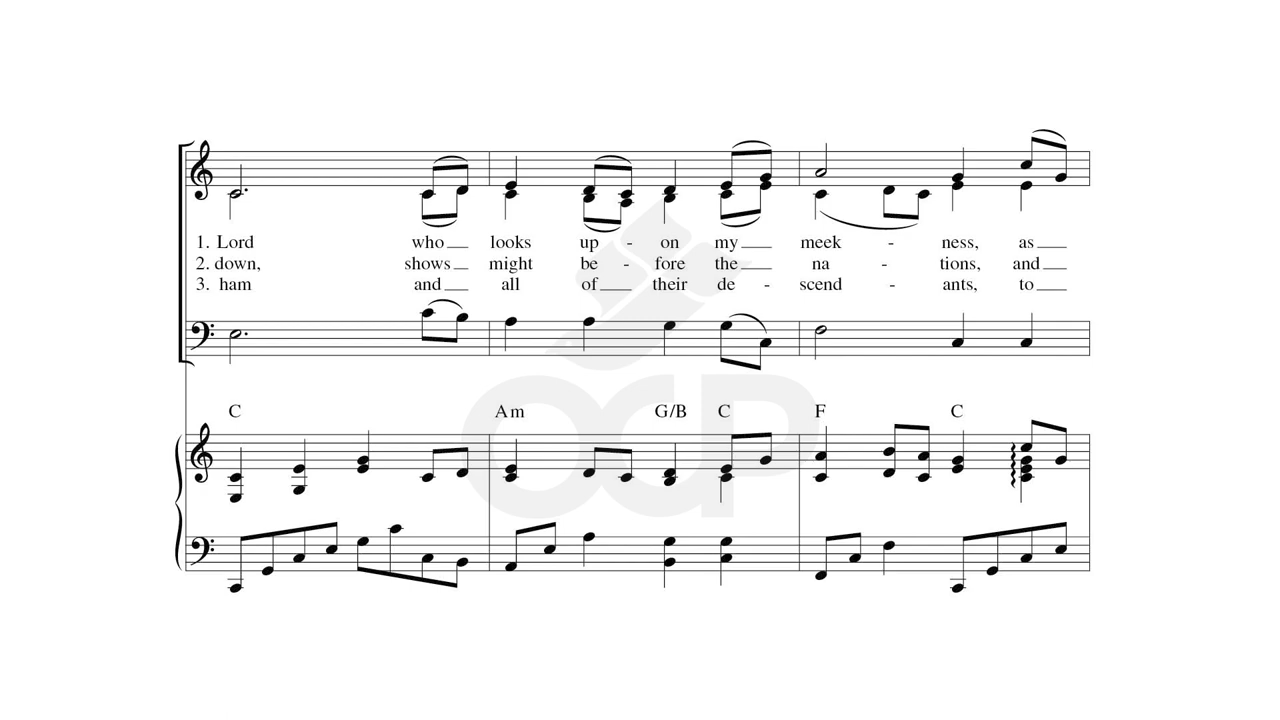 1. Lord who looks up - on my meek - ness, as
2. down, shows might be - fore the na - tions, and
3. ham and all of their de - scend - ants, to
C Am G/B C F C
OCP